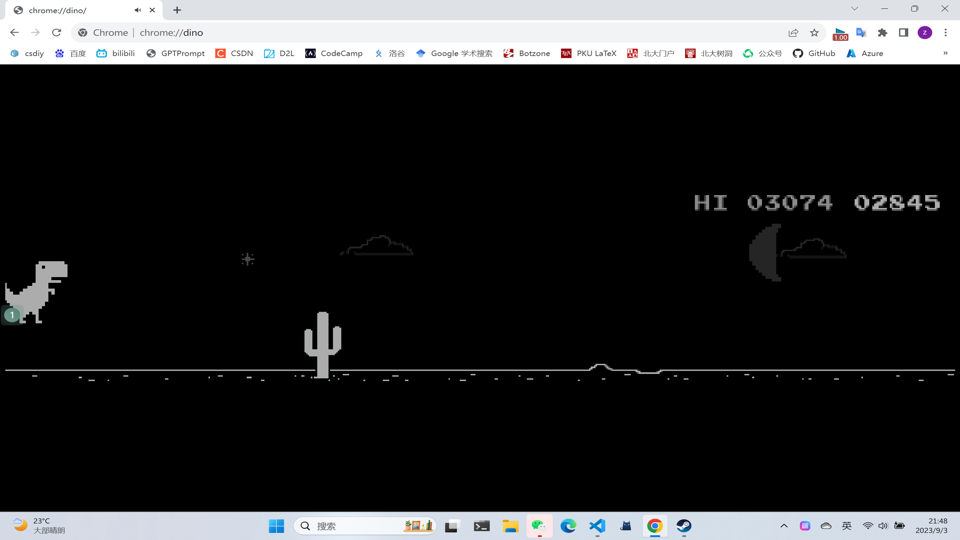 chrome://dino/
Chrome | chrome://dino
1.00
z
csdiy 百度 bilibili GPTPrompt CSDN D2L CodeCamp 洛谷 Google 学术搜索 Botzone PKU LaTeX 北大门户 北大树洞 公众号 GitHub Azure »
HI 03074 02845
1
23°C
大部晴朗
搜索
英
21:48
2023/9/3